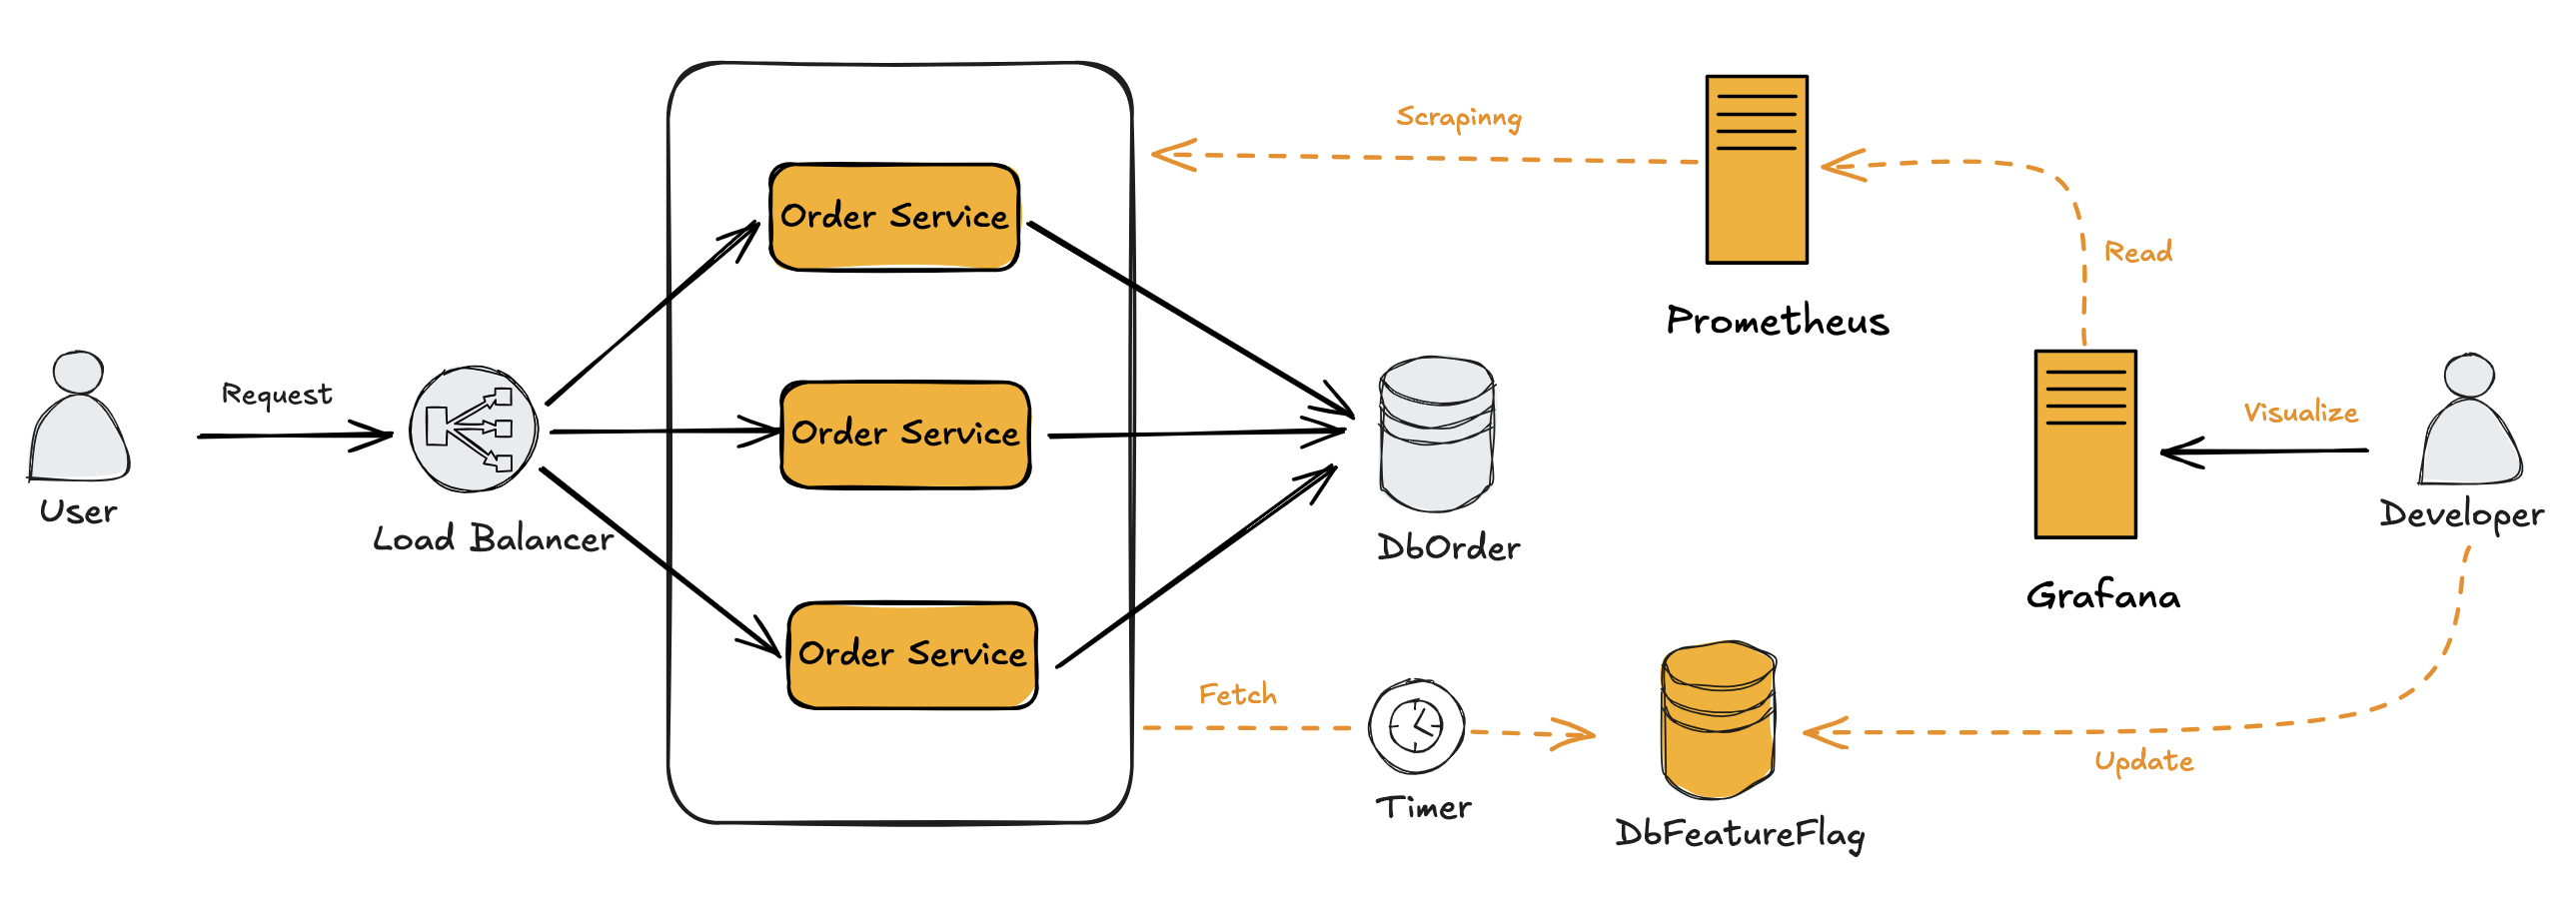 Scrapinng
Order Service
Read
Prometheus
Request
Visualize
Order Service
User
Load Balancer
DbOrder
Developer
Grafana
Order Service
Fetch
Update
Timer
DbFeatureFlag